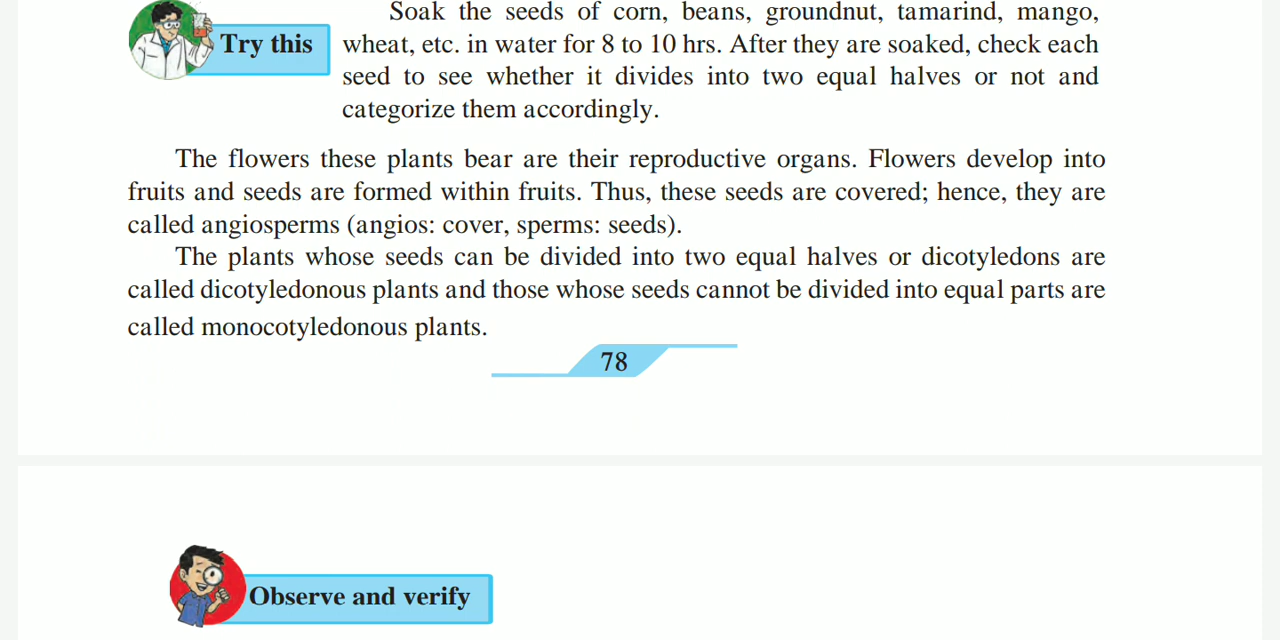 Soak the seeds of corn, beans, groundnut, tamarind, mango,
Try this
wheat, etc. in water for 8 to 10 hrs. After they are soaked, check each
seed to see whether it divides into two equal halves or not and
categorize them accordingly.
The flowers these plants bear are their reproductive organs. Flowers develop into
fruits and seeds are formed within fruits. Thus, these seeds are covered; hence, they are
called angiosperms (angios: cover, sperms: seeds).
The plants whose seeds can be divided into two equal halves or dicotyledons are
called dicotyledonous plants and those whose seeds cannot be divided into equal parts are
called monocotyledonous plants.
78
Observe and verify